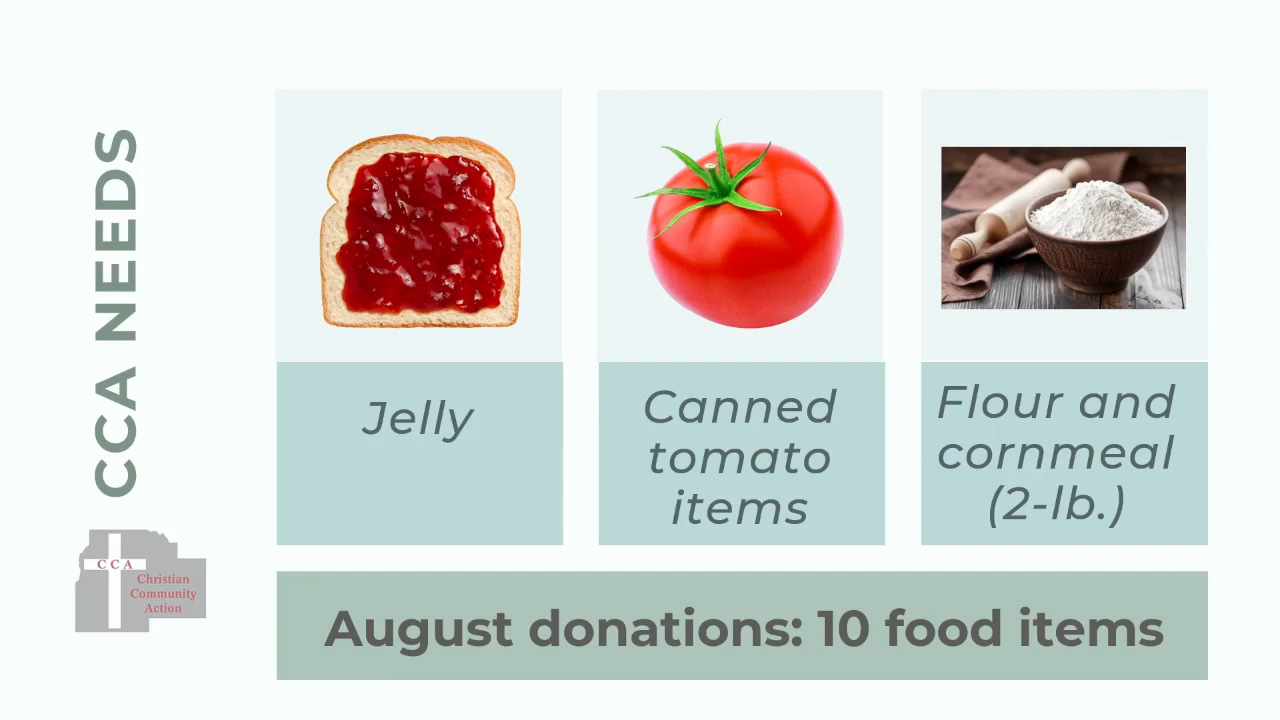 CCA NEEDS
CCA
Christian
Community
Action
Jelly
Canned
tomato
items
Flour and
cornmeal
(2-lb.)
August donations: 10 food items